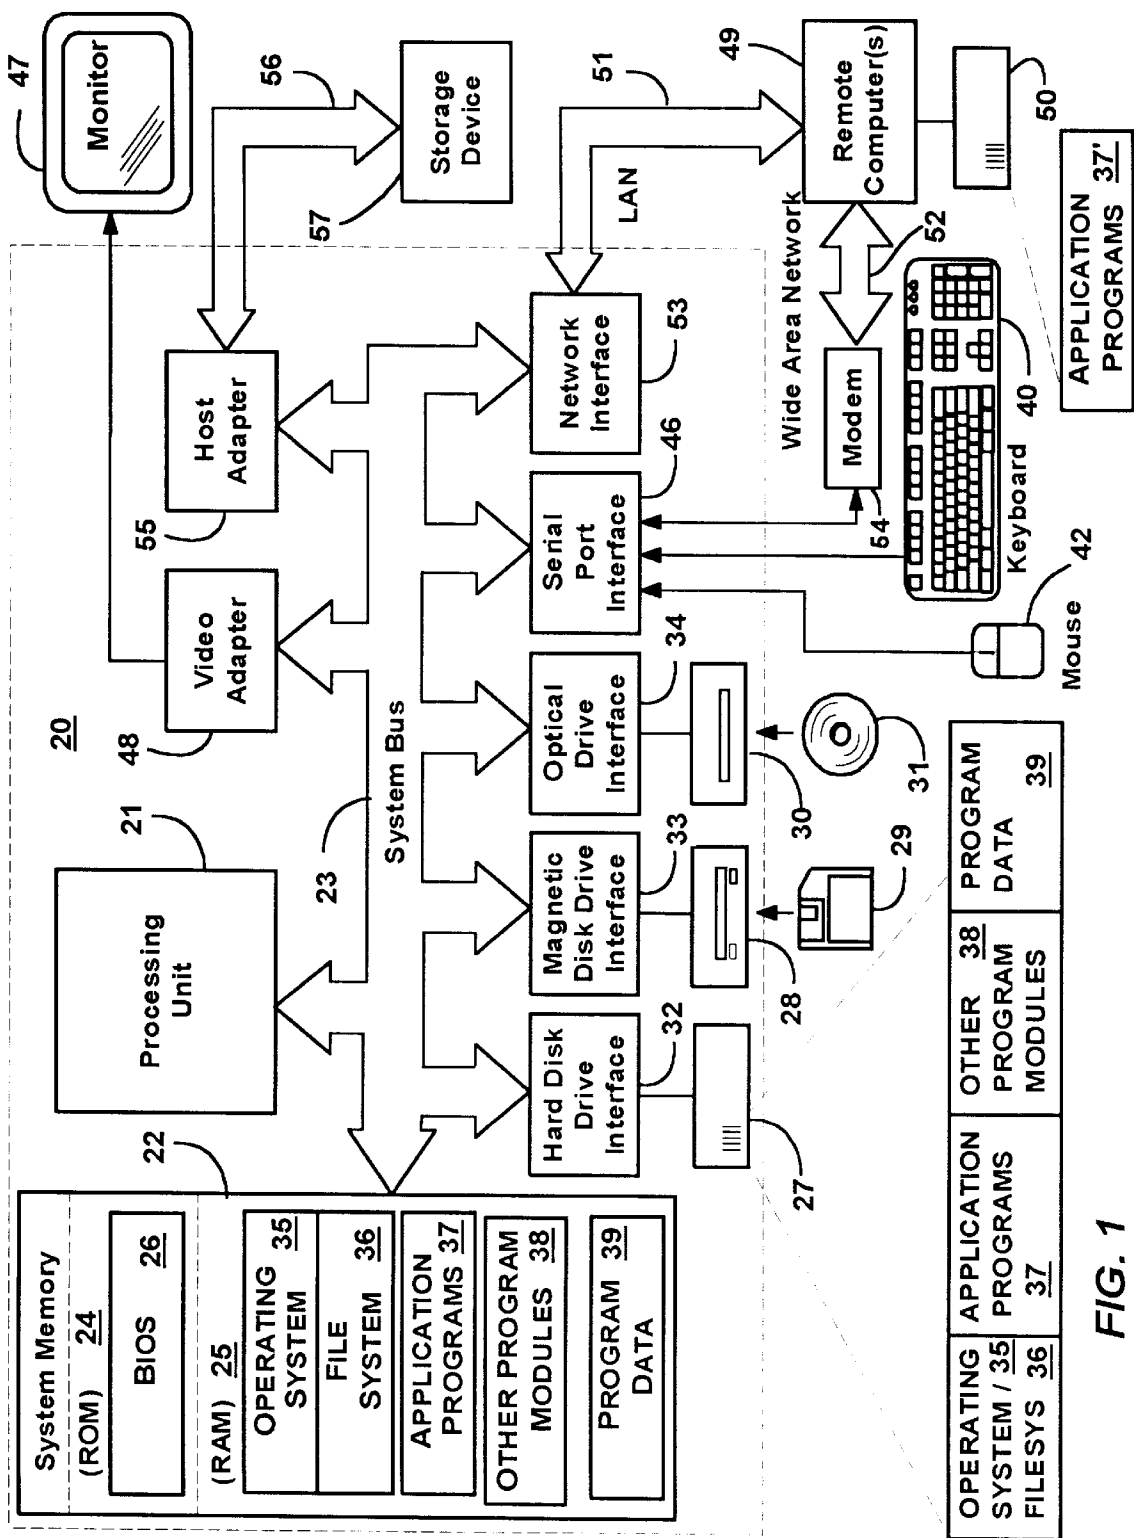 System Memory
(ROM) 24
BIOS 26
(RAM) 25
OPERATING
SYSTEM 35
FILE
SYSTEM 36
APPLICATION
PROGRAMS 37
OTHER PROGRAM
MODULES 38
PROGRAM
DATA 39
22
Processing
Unit
21
20
Video
Adapter
48
Host
Adapter
55
Monitor
47
56
Storage
Device
57
23
System Bus
Hard Disk
Drive
Interface
32
Magnetic
Disk Drive
Interface
33
Optical
Drive
Interface
34
Serial
Port
Interface
46
Network
Interface
53
51
LAN
49
Remote
Computer(s)
50
Wide Area Network
52
Modem
54
27
28
29
30
31
Keyboard
40
Mouse
42
APPLICATION
PROGRAMS 37'
OPERATING
SYSTEM / 35
FILESYS 36
APPLICATION
PROGRAMS
37
OTHER 38
PROGRAM
MODULES
PROGRAM
DATA
39
FIG. 1